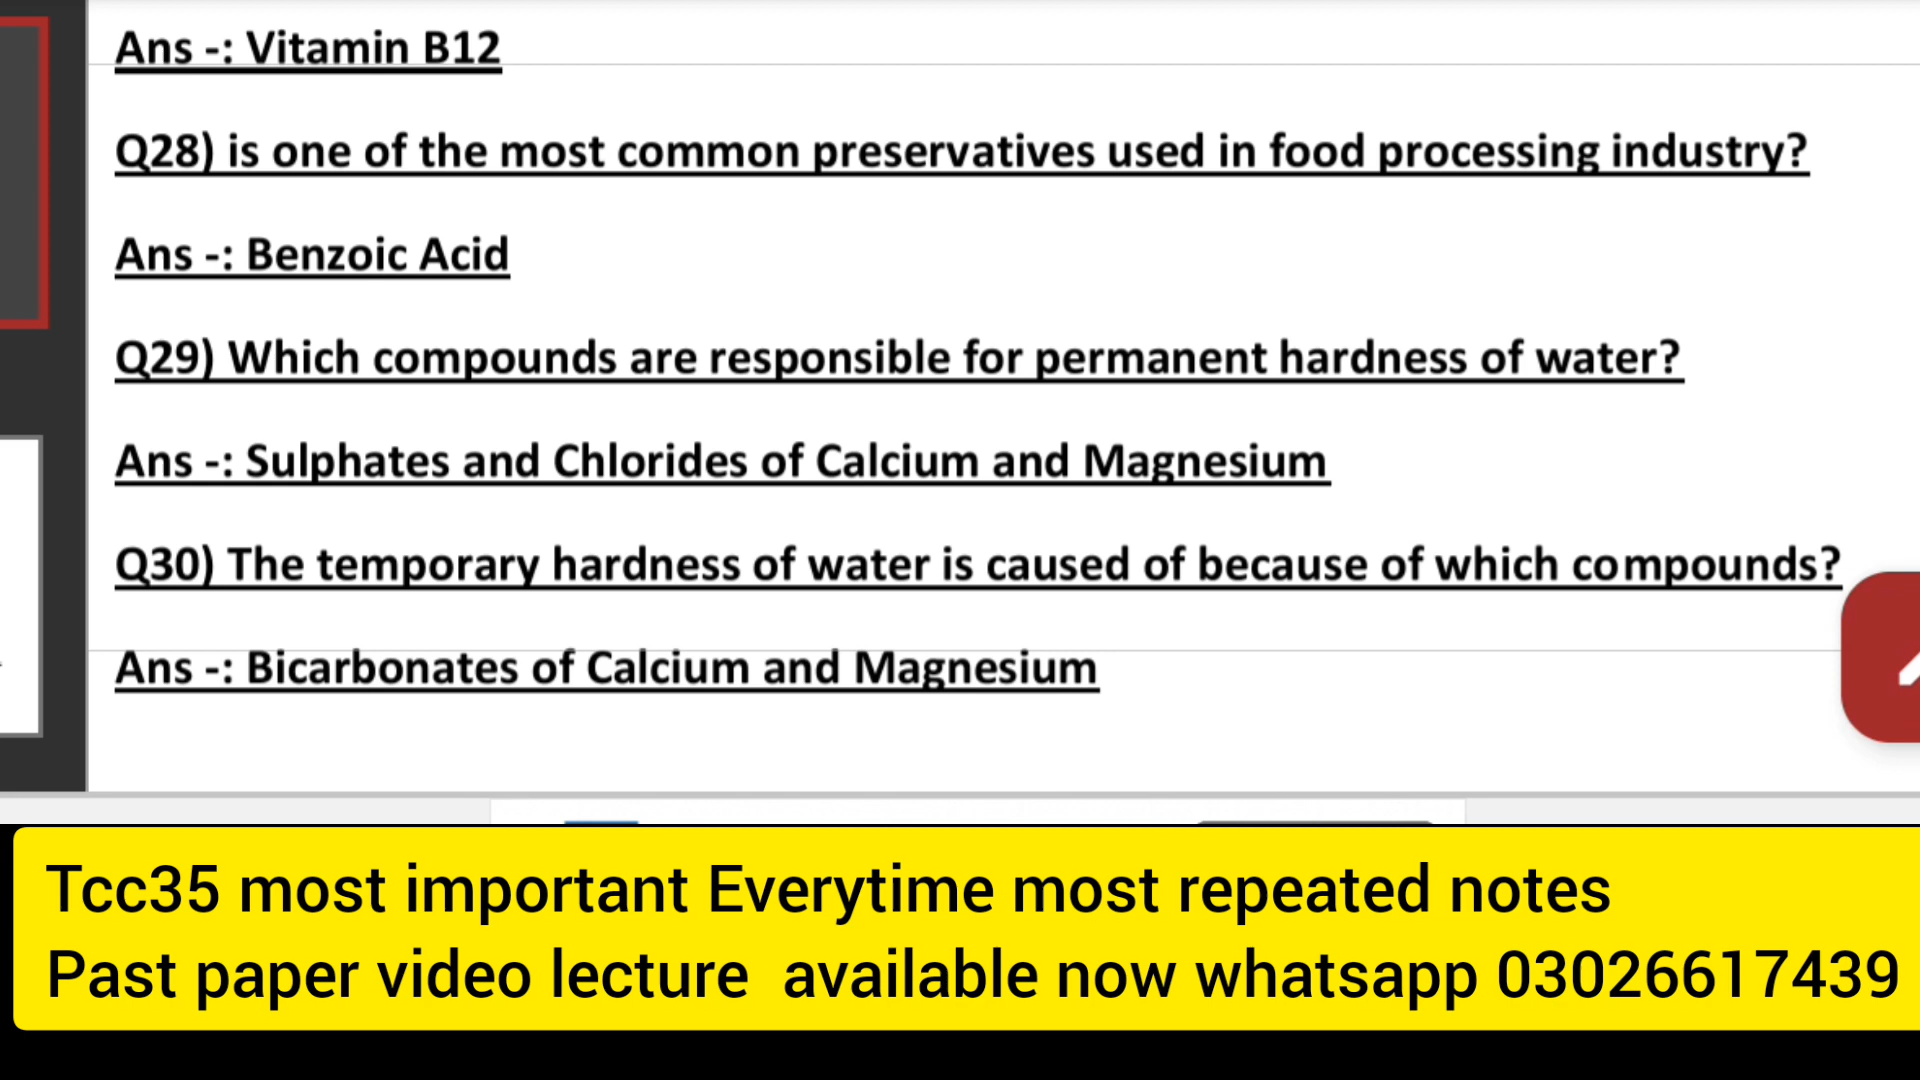 Ans -: Vitamin B12
Q28) is one of the most common preservatives used in food processing industry?
Ans -: Benzoic Acid
Q29) Which compounds are responsible for permanent hardness of water?
Ans -: Sulphates and Chlorides of Calcium and Magnesium
Q30) The temporary hardness of water is caused of because of which compounds?
Ans -: Bicarbonates of Calcium and Magnesium
Tcc35 most important Everytime most repeated notes
Past paper video lecture available now whatsapp 03026617439